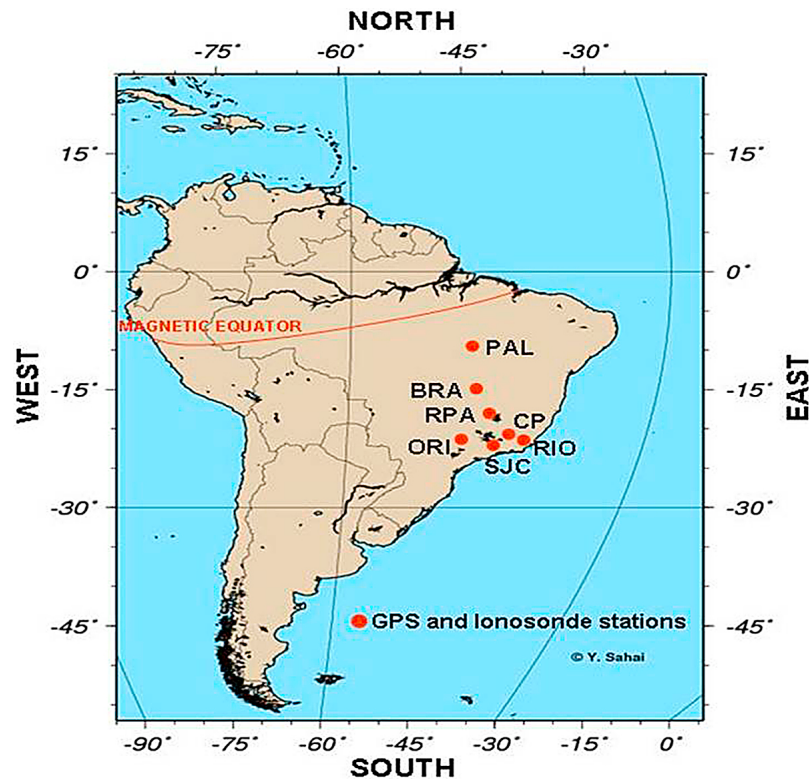 NORTH
-75° -60° -45° -30°
15° 15°
0° 0°
MAGNETIC EQUATOR
PAL
WEST
EAST
-15° BRA -15°
RPA CP
ORI RIO
SJC
-30° -30°
-45° GPS and Ionosonde stations -45°
© Y. Sahai
-90° -75° -60° -45° -30° -15° 0°
SOUTH